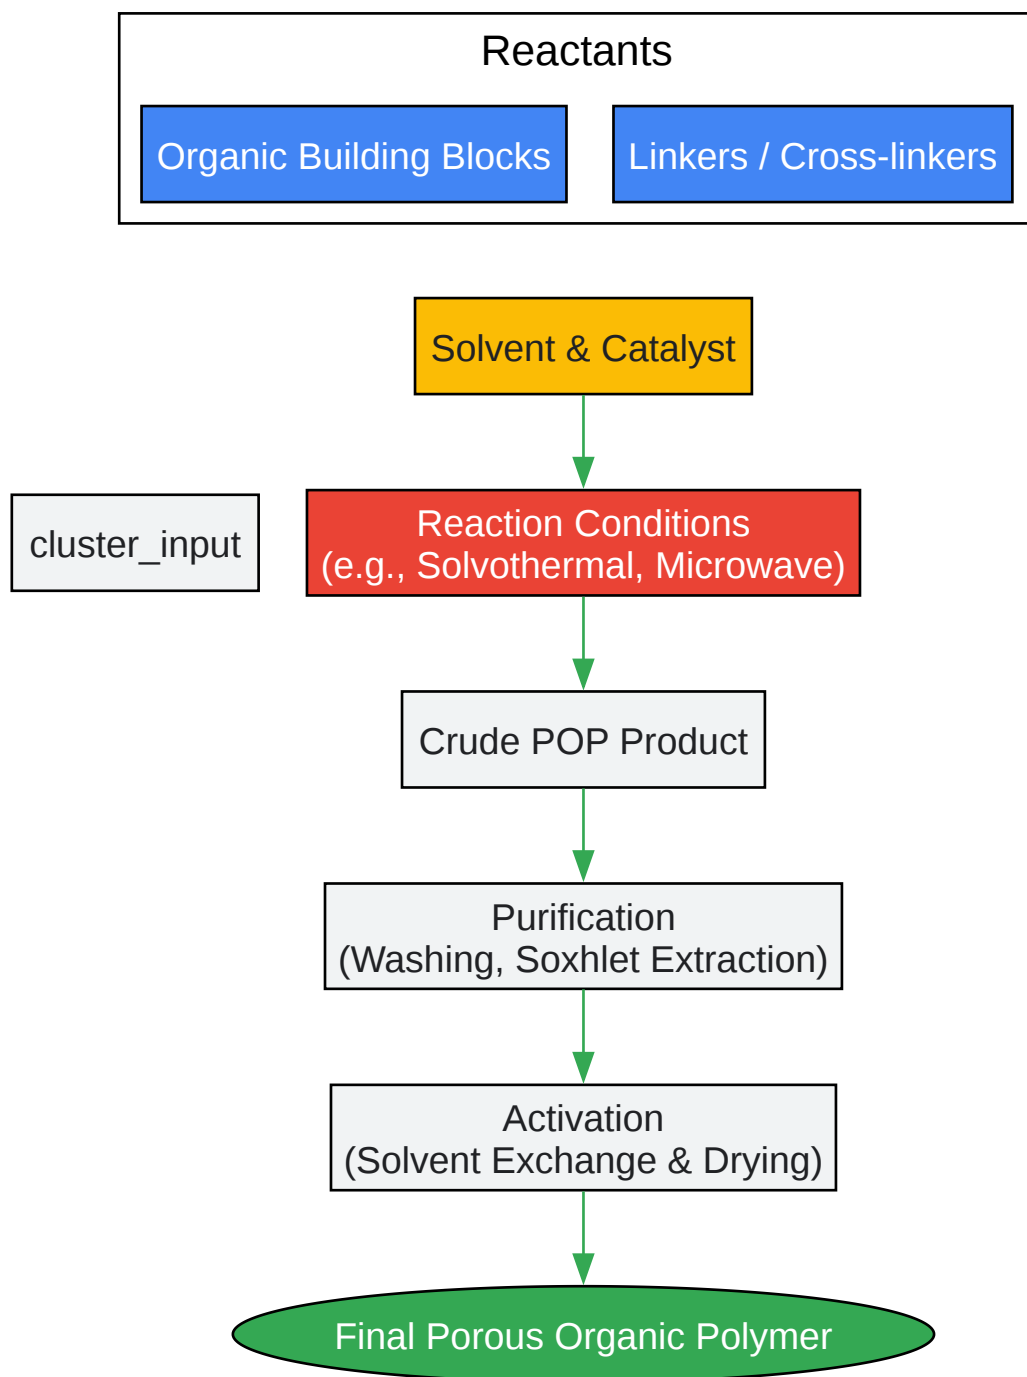 Reactants
Organic Building Blocks
Linkers / Cross-linkers
Solvent & Catalyst
cluster_input
Reaction Conditions
(e.g., Solvothermal, Microwave)
Crude POP Product
Purification
(Washing, Soxhlet Extraction)
Activation
(Solvent Exchange & Drying)
Final Porous Organic Polymer